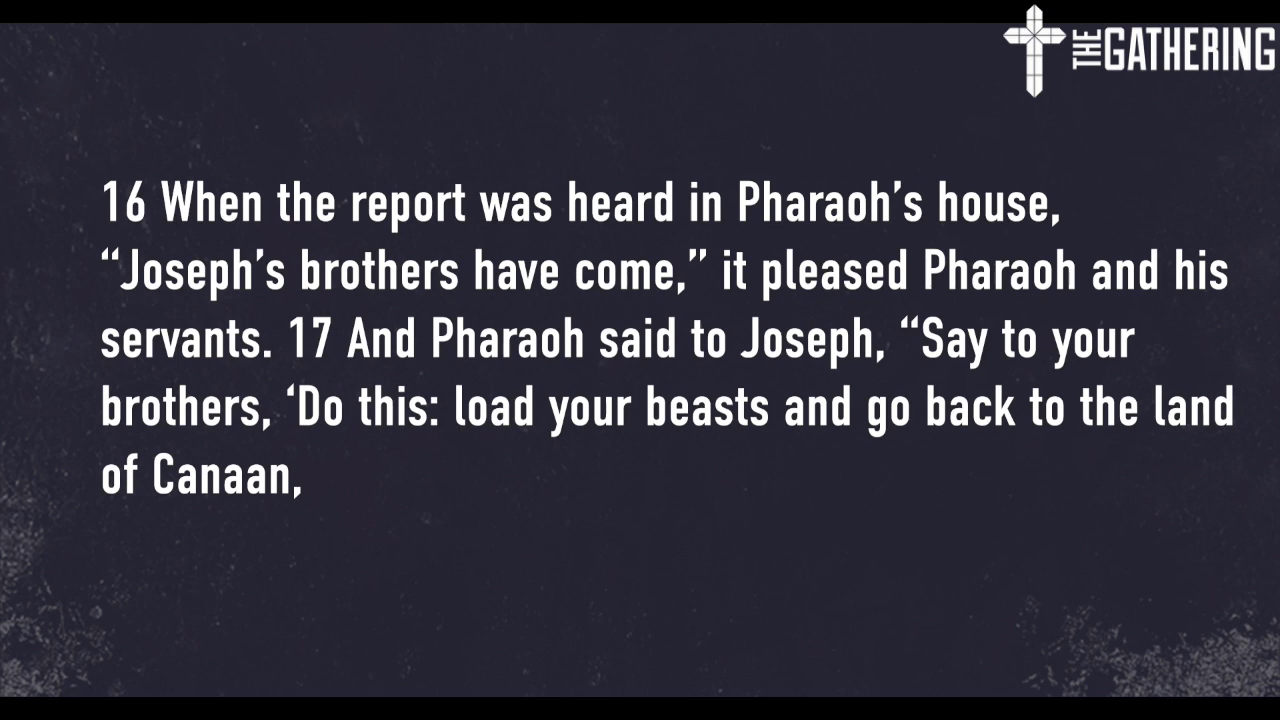 THE GATHERING
16 When the report was heard in Pharaoh’s house,
“Joseph’s brothers have come,” it pleased Pharaoh and his
servants. 17 And Pharaoh said to Joseph, “Say to your
brothers, ‘Do this: load your beasts and go back to the land
of Canaan,